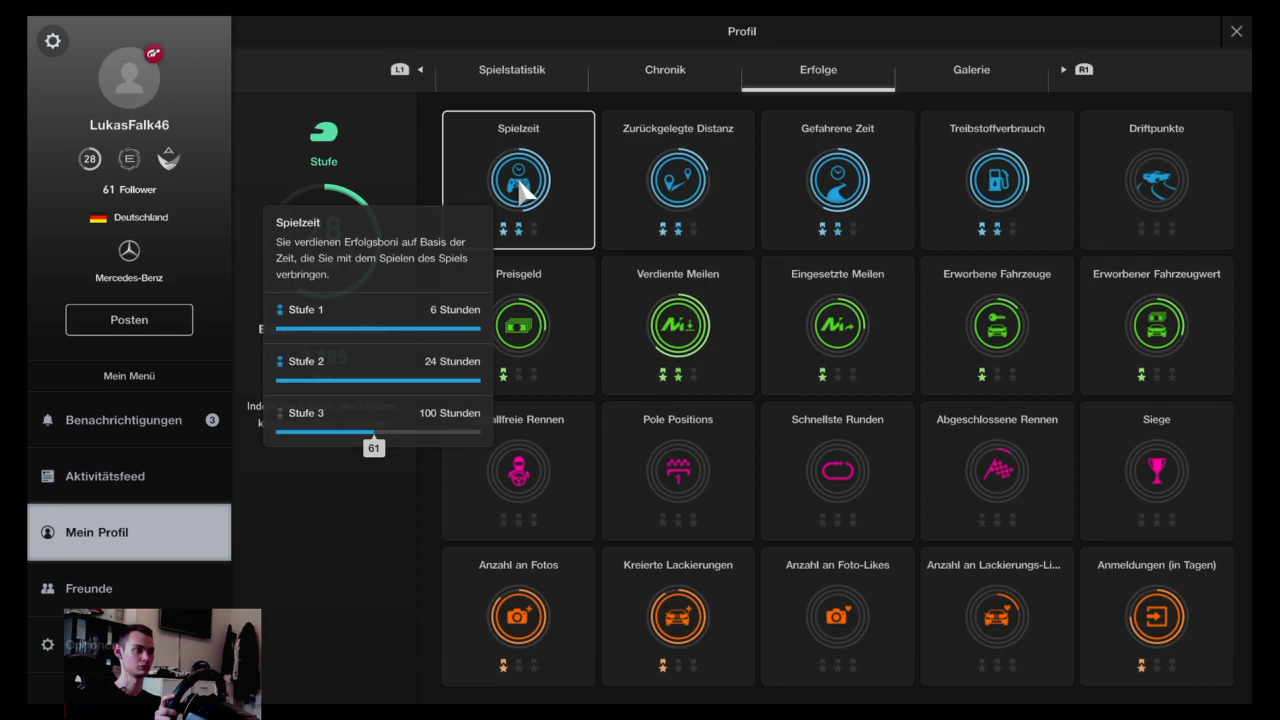 Profil
L1
Spielstatistik
Chronik
Erfolge
Galerie
R1
LukasFalk46
28
E
61 Follower
Deutschland
Mercedes-Benz
Posten
Mein Menü
Benachrichtigungen
3
Aktivitätsfeed
Mein Profil
Freunde
Stufe
Spielzeit
Sie verdienen Erfolgsboni auf Basis der
Zeit, die Sie mit dem Spielen des Spiels
verbringen.
Stufe 1
6 Stunden
Stufe 2
24 Stunden
Stufe 3
100 Stunden
61
Spielzeit
Zurückgelegte Distanz
Gefahrene Zeit
Treibstoffverbrauch
Driftpunkte
Preisgeld
Verdiente Meilen
Eingesetzte Meilen
Erworbene Fahrzeuge
Erworbener Fahrzeugwert
llfreie Rennen
Pole Positions
1
Schnellste Runden
Abgeschlossene Rennen
Siege
Anzahl an Fotos
Kreierte Lackierungen
Anzahl an Foto-Likes
Anzahl an Lackierungs-Li...
Anmeldungen (in Tagen)